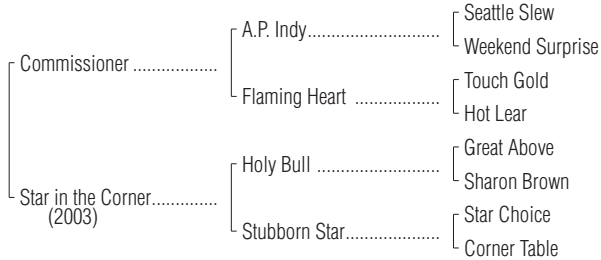 Seattle Slew
A.P. Indy..............................
Weekend Surprise
Commissioner .................
Touch Gold
Flaming Heart ....................
Hot Lear
Great Above
Holy Bull ............................
Sharon Brown
Star in the Corner.............
(2003)
Star Choice
Stubborn Star......................
Corner Table